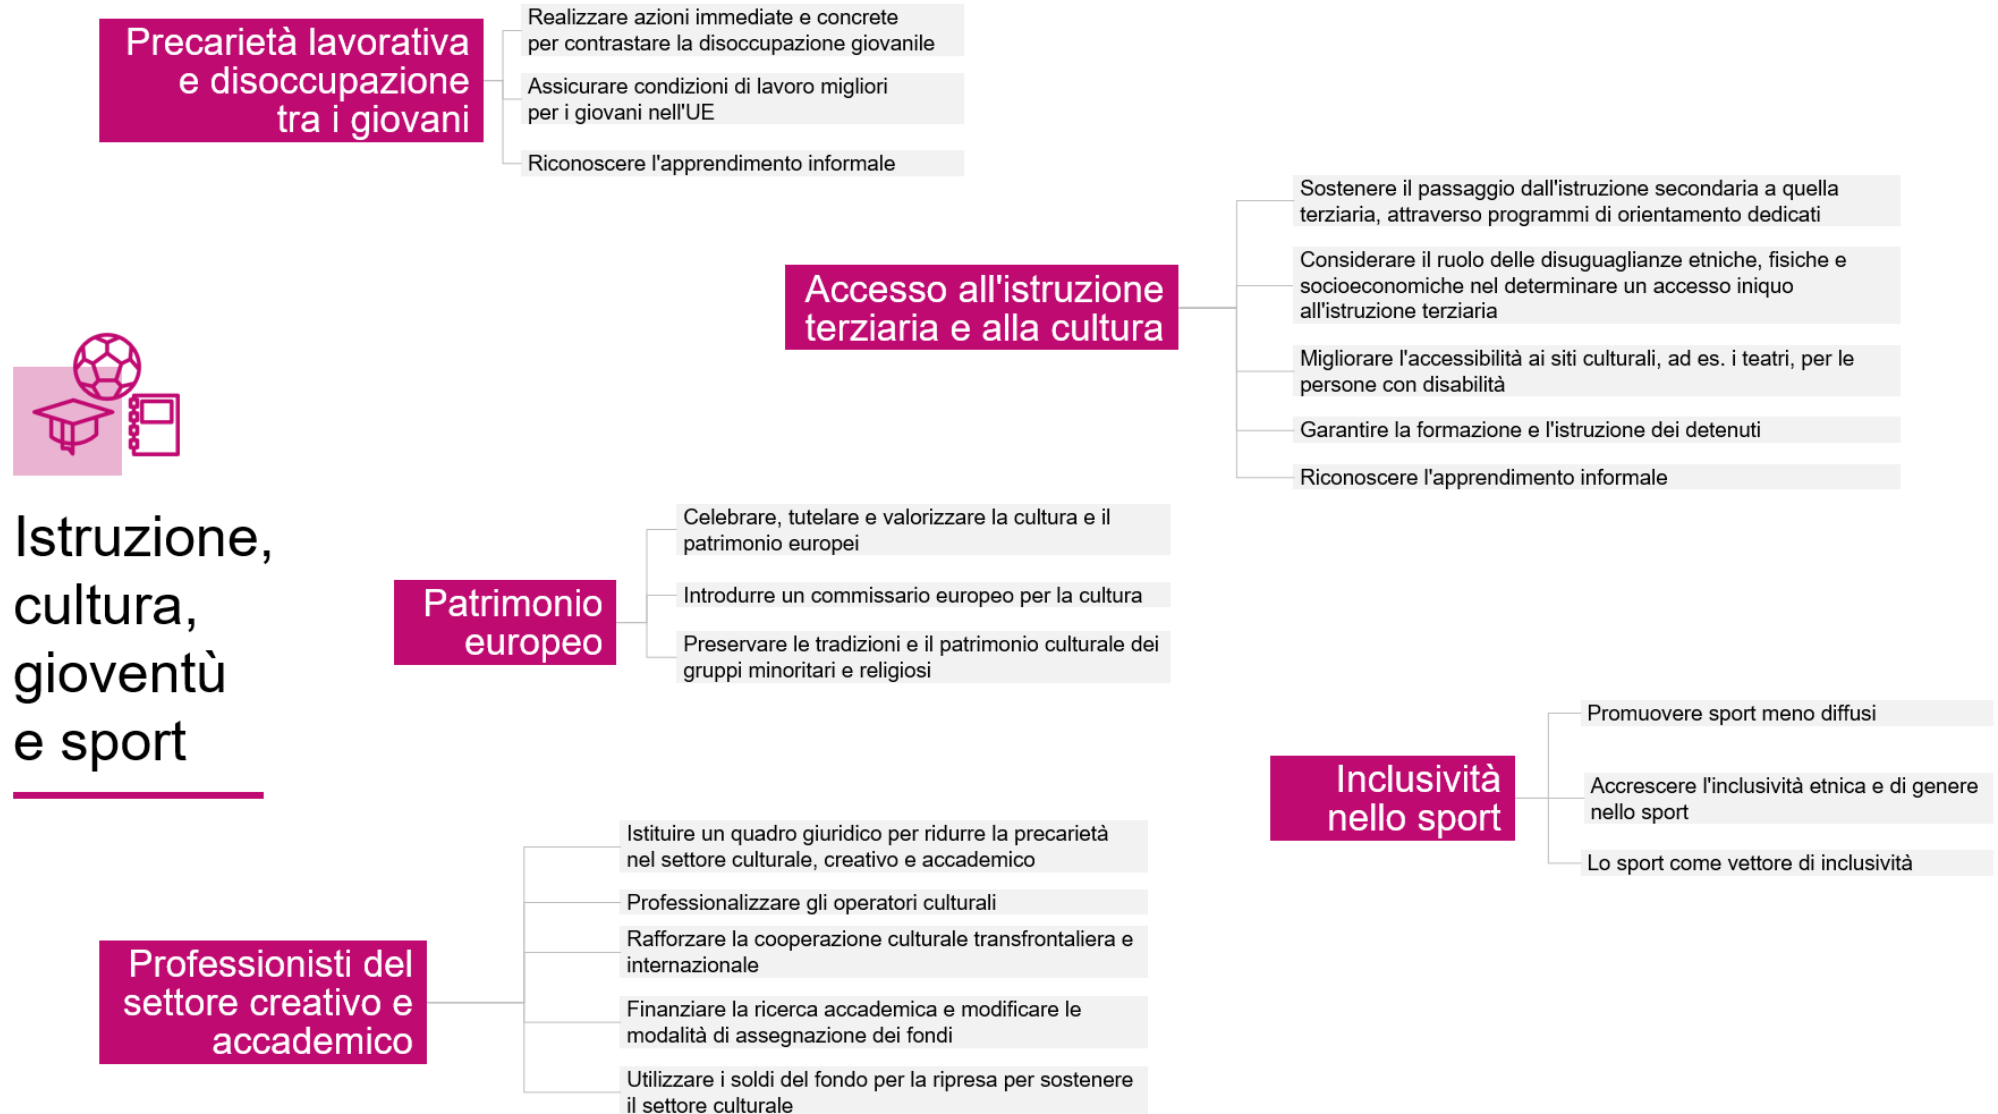 Precarietà lavorativa
e disoccupazione
tra i giovani
Realizzare azioni immediate e concrete
per contrastare la disoccupazione giovanile
Assicurare condizioni di lavoro migliori
per i giovani nell'UE
Riconoscere l'apprendimento informale
Accesso all'istruzione
terziaria e alla cultura
Sostenere il passaggio dall'istruzione secondaria a quella
terziaria, attraverso programmi di orientamento dedicati
Considerare il ruolo delle disuguaglianze etniche, fisiche e
socioeconomiche nel determinare un accesso iniquo
all'istruzione terziaria
Migliorare l'accessibilità ai siti culturali, ad es. i teatri, per le
persone con disabilità
Garantire la formazione e l'istruzione dei detenuti
Riconoscere l'apprendimento informale
Istruzione,
cultura,
gioventù
e sport
Patrimonio
europeo
Celebrare, tutelare e valorizzare la cultura e il
patrimonio europei
Introdurre un commissario europeo per la cultura
Preservare le tradizioni e il patrimonio culturale dei
gruppi minoritari e religiosi
Inclusività
nello sport
Promuovere sport meno diffusi
Accrescere l'inclusività etnica e di genere
nello sport
Lo sport come vettore di inclusività
Professionisti del
settore creativo e
accademico
Istituire un quadro giuridico per ridurre la precarietà
nel settore culturale, creativo e accademico
Professionalizzare gli operatori culturali
Rafforzare la cooperazione culturale transfrontaliera e
internazionale
Finanziare la ricerca accademica e modificare le
modalità di assegnazione dei fondi
Utilizzare i soldi del fondo per la ripresa per sostenere
il settore culturale